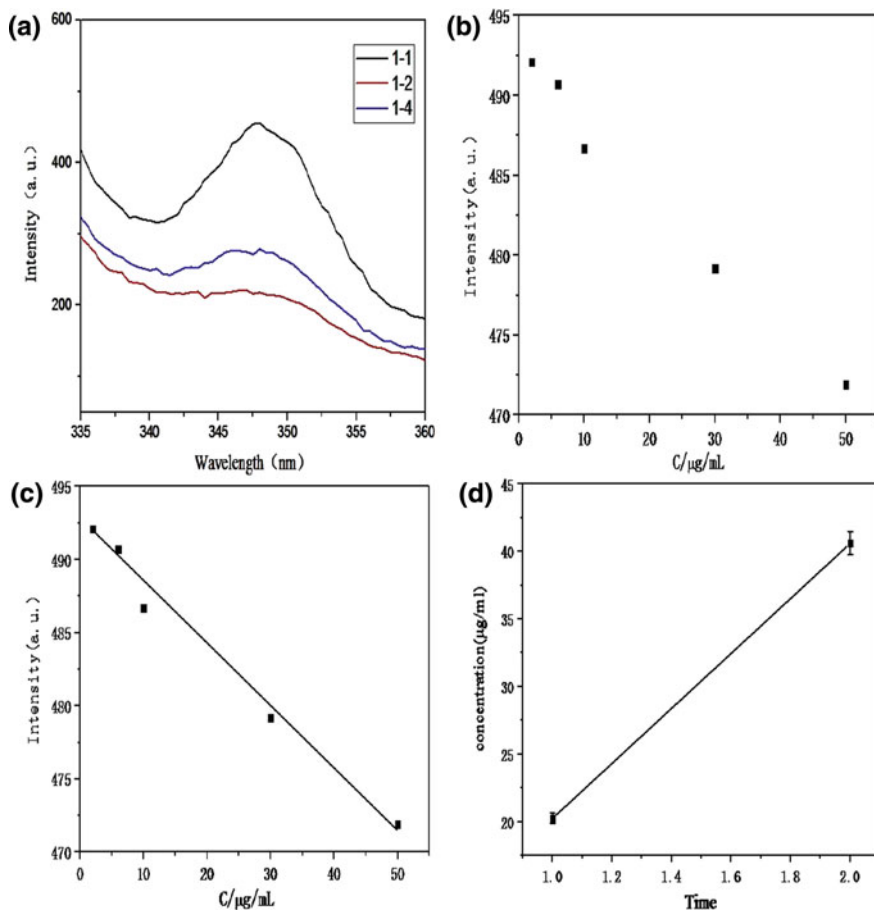 (a)
600
400
200
Intensity (a. u.)
1-1
1-2
1-4
335 340 345 350 355 360
Wavelength (nm)
(b)
495
490
485
480
475
470
Intensity(a. u.)
0 10 20 30 40 50
C/μg/mL
(c)
495
490
485
480
475
470
Intensity(a. u.)
0 10 20 30 40 50
C/μg/mL
(d)
45
40
35
30
25
20
concentration(μg/ml)
1.0 1.2 1.4 1.6 1.8 2.0
Time